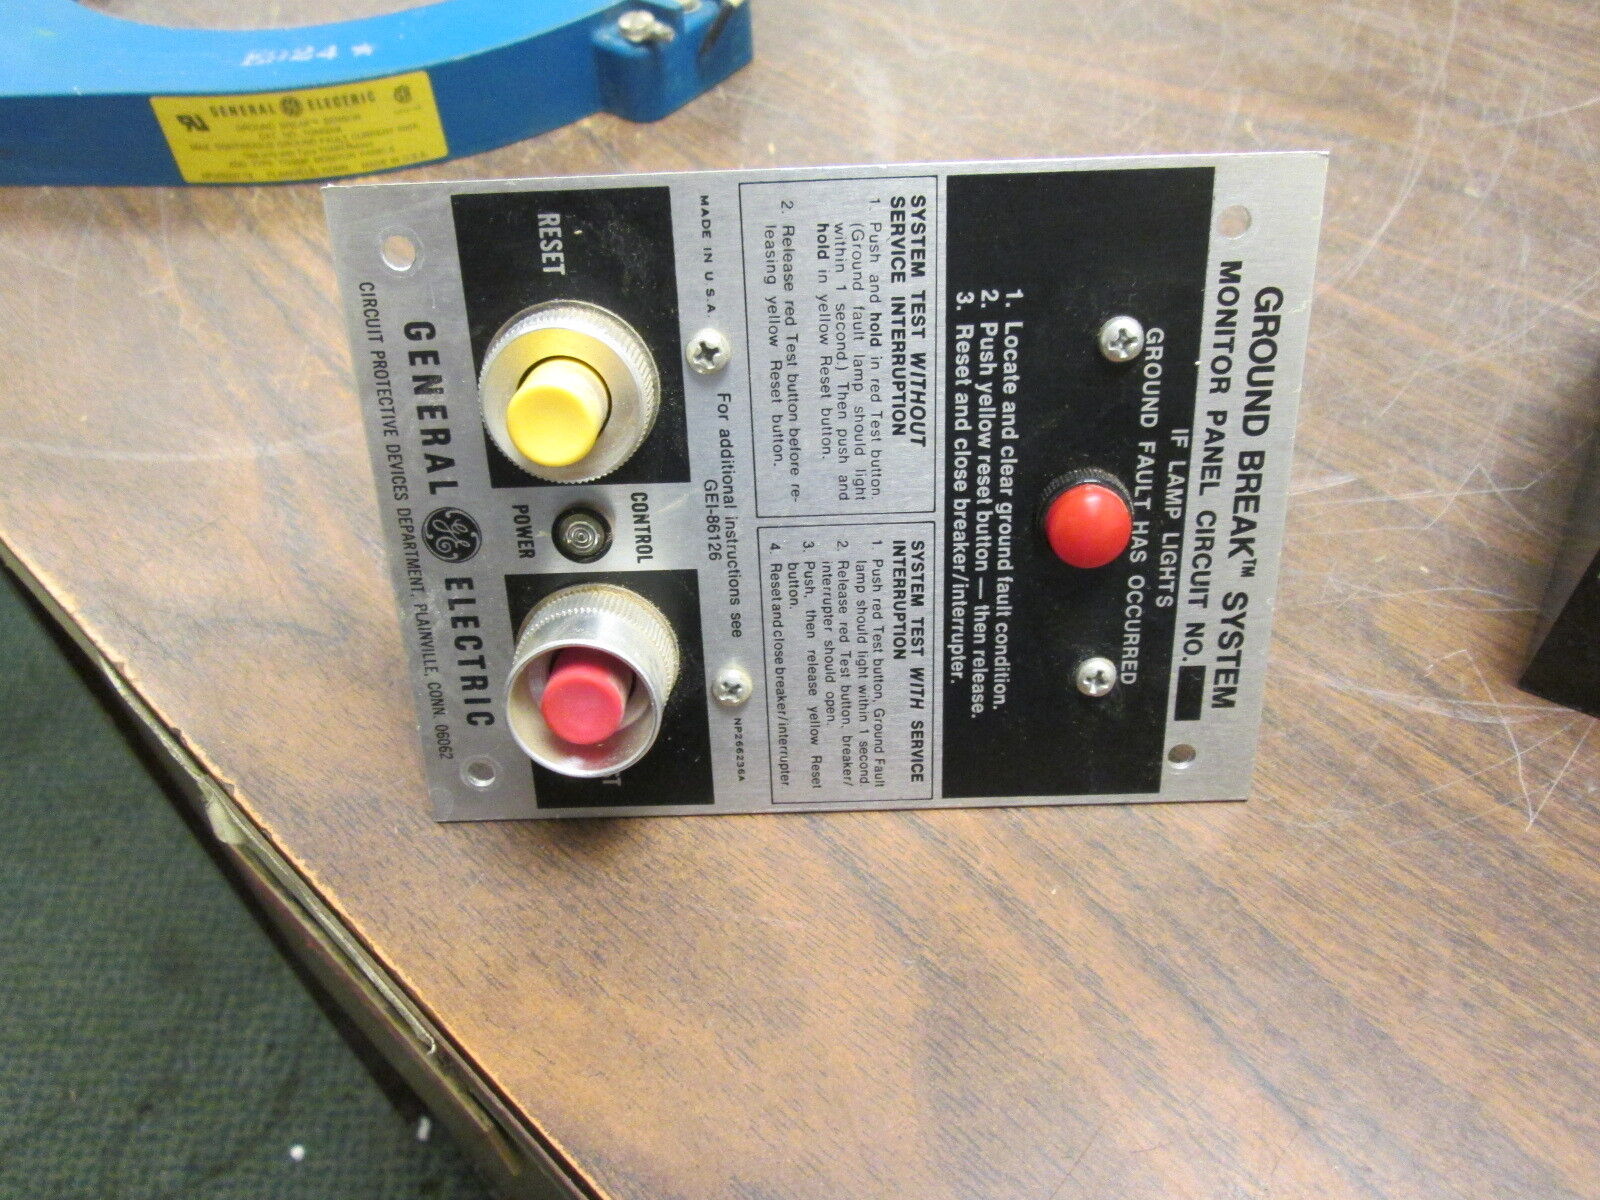 GROUND BREAK™ SYSTEM
MONITOR PANEL CIRCUIT NO.
IF LAMP LIGHTS
GROUND FAULT HAS OCCURRED
1. Locate and clear ground fault condition.
2. Push yellow reset button — then release.
3. Reset and close breaker/interrupter.
SYSTEM TEST WITHOUT
SERVICE INTERRUPTION
1. Push and hold in red Test button.
(Ground fault lamp should light
within 1 second.) Then push and
hold in yellow Reset button.
2. Release red Test button before re-
leasing yellow Reset button.
SYSTEM TEST WITH SERVICE
INTERRUPTION
1. Push red Test button, Ground Fault
lamp should light within 1 second.
2. Release red Test button, breaker/
interrupter should open.
3. Push, then release yellow Reset
button.
4. Reset and close breaker/interrupter
MADE IN U.S.A.
For additional instructions see
GEI-86126
NP266236A
RESET
CONTROL
POWER
ST
GENERAL GE ELECTRIC
CIRCUIT PROTECTIVE DEVICES DEPARTMENT, PLAINVILLE, CONN. 06062
GENERAL GE ELECTRIC